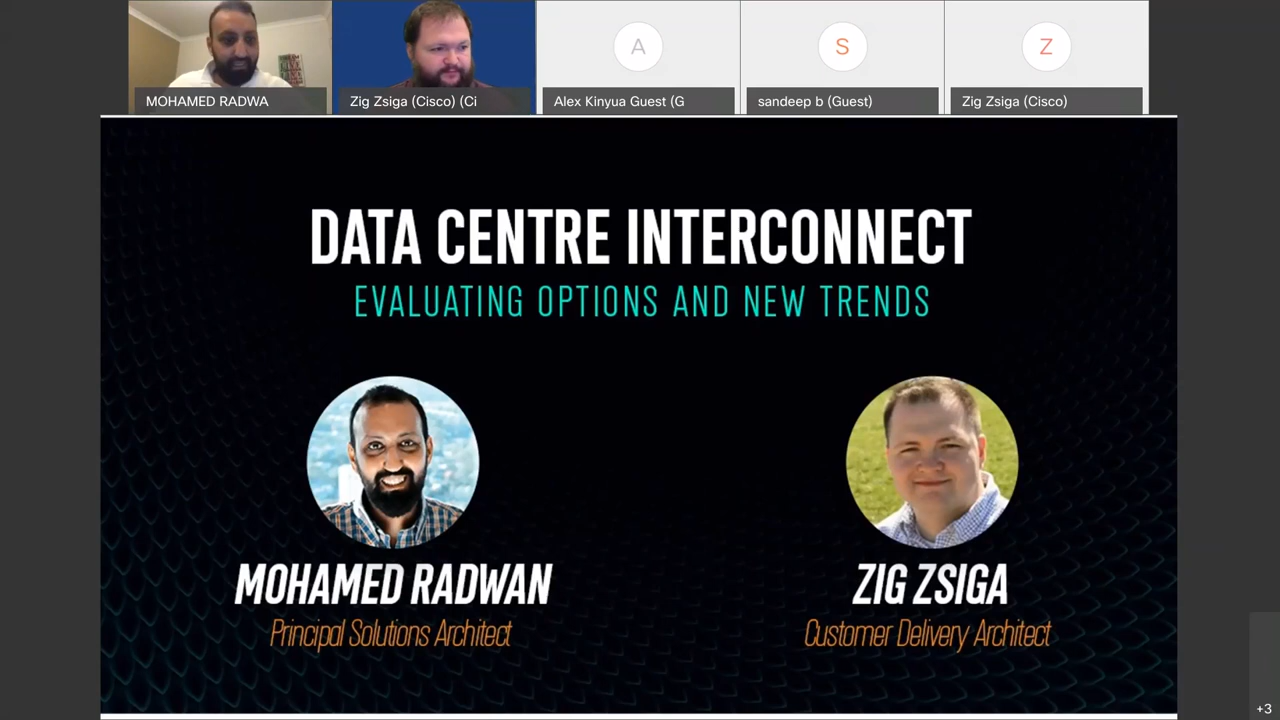 A
S
Z
MOHAMED RADWA
Zig Zsiga (Cisco) (Ci
Alex Kinyua Guest (G
sandeep b (Guest)
Zig Zsiga (Cisco)
DATA CENTRE INTERCONNECT
EVALUATING OPTIONS AND NEW TRENDS
MOHAMED RADWAN
ZIG ZSIGA
Principal Solutions Architect
Customer Delivery Architect
+3